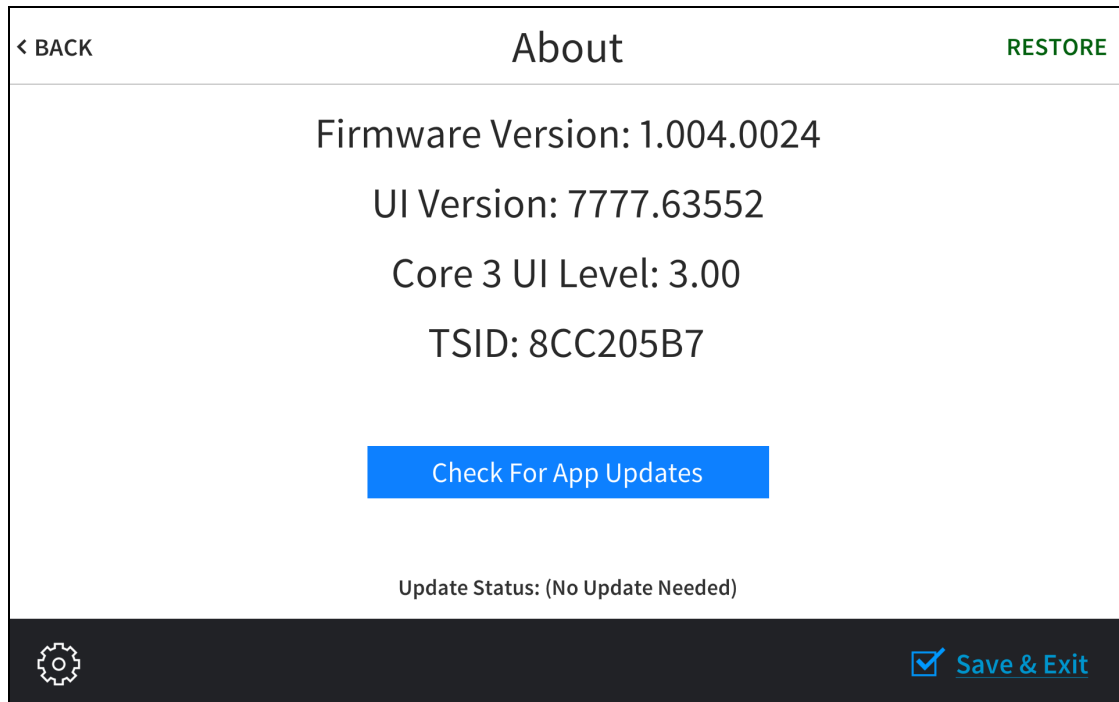 < BACK
About
RESTORE
Firmware Version: 1.004.0024
UI Version: 7777.63552
Core 3 UI Level: 3.00
TSID: 8CC205B7
Check For App Updates
Update Status: (No Update Needed)
Save & Exit